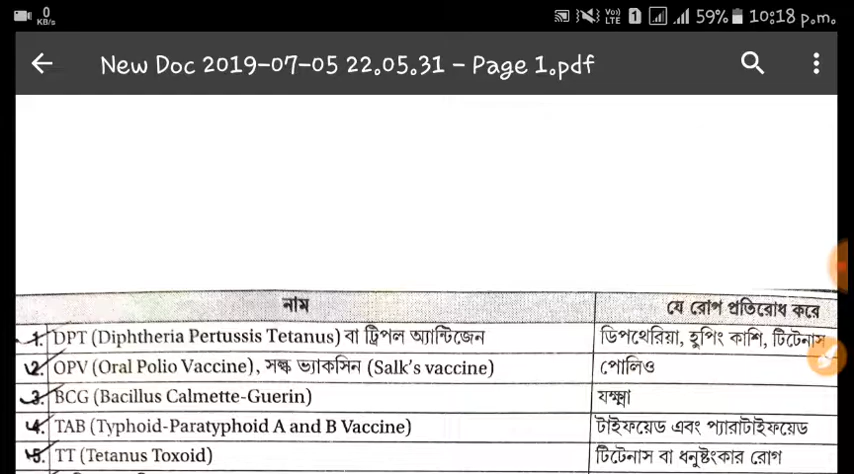 0 KB/s Vo) LTE 1 59% 10:18 p.m.
New Doc 2019-07-05 22.05.31 - Page 1.pdf
নাম যে রোগ প্রতিরোধ করে
1. DPT (Diphtheria Pertussis Tetanus) বা ট্রিপল অ্যান্টিজেন ডিপথেরিয়া, হুপিং কাশি, টিটেনাস
2. OPV (Oral Polio Vaccine), সল্ক ভ্যাকসিন (Salk's vaccine) পোলিও
3. BCG (Bacillus Calmette-Guerin) যক্ষ্মা
4. TAB (Typhoid-Paratyphoid A and B Vaccine) টাইফয়েড এবং প্যারাটাইফয়েড
5. TT (Tetanus Toxoid) টিটেনাস বা ধনুষ্টংকার রোগ